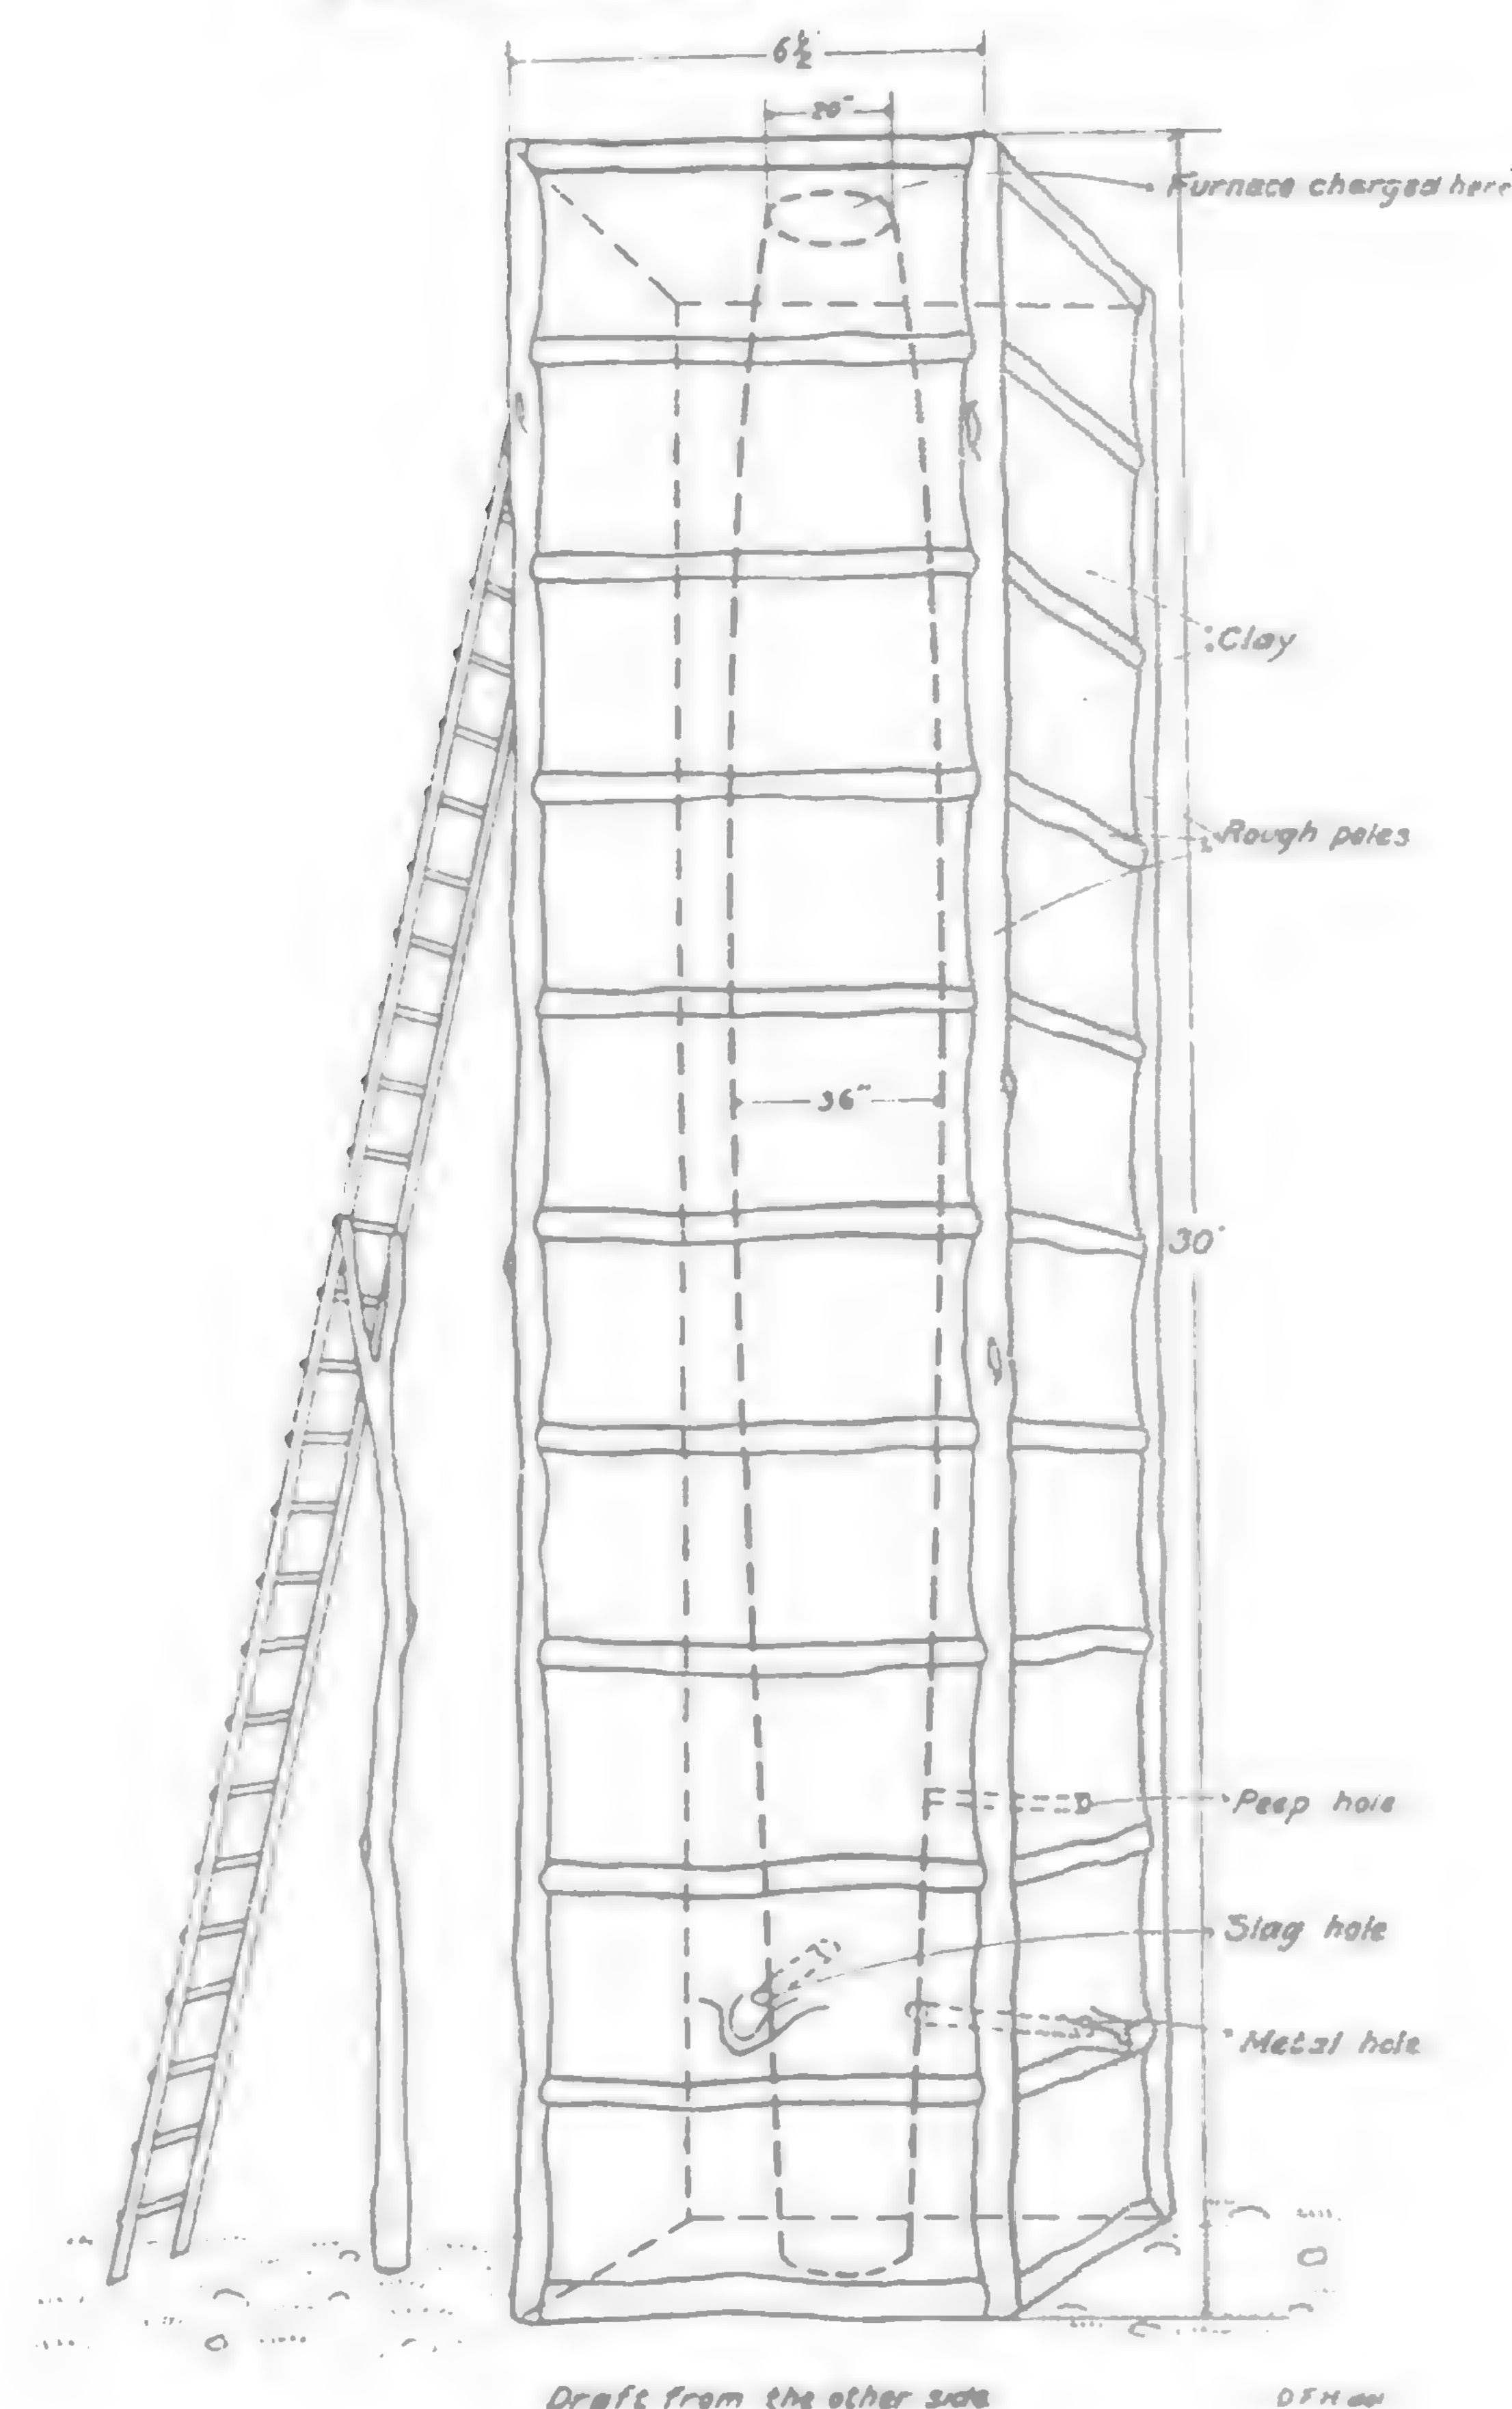 6½'
20"
Furnace charged here
Clay
Rough poles
36"
30'
Peep hole
Slag hole
Metal hole
Draft from the other side